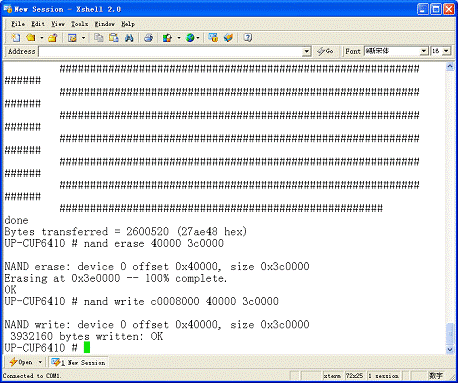 New Session - Xshell 2.0
File Edit View Tools Window Help
Address Go Font 新宋体 16
###########################################################
######
###########################################################
######
###########################################################
######
###########################################################
######
###########################################################
######
###########################################################
######
#####################################################
done
Bytes transferred = 2600520 (27ae48 hex)
UP-CUP6410 # nand erase 40000 3c0000
NAND erase: device 0 offset 0x40000, size 0x3c0000
Erasing at 0x3e0000 -- 100% complete.
OK
UP-CUP6410 # nand write c0008000 40000 3c0000
NAND write: device 0 offset 0x40000, size 0x3c0000
3932160 bytes written: OK
UP-CUP6410 #
Open 1 New Session
Connected to COM1. xterm 72x25 1 session 数字